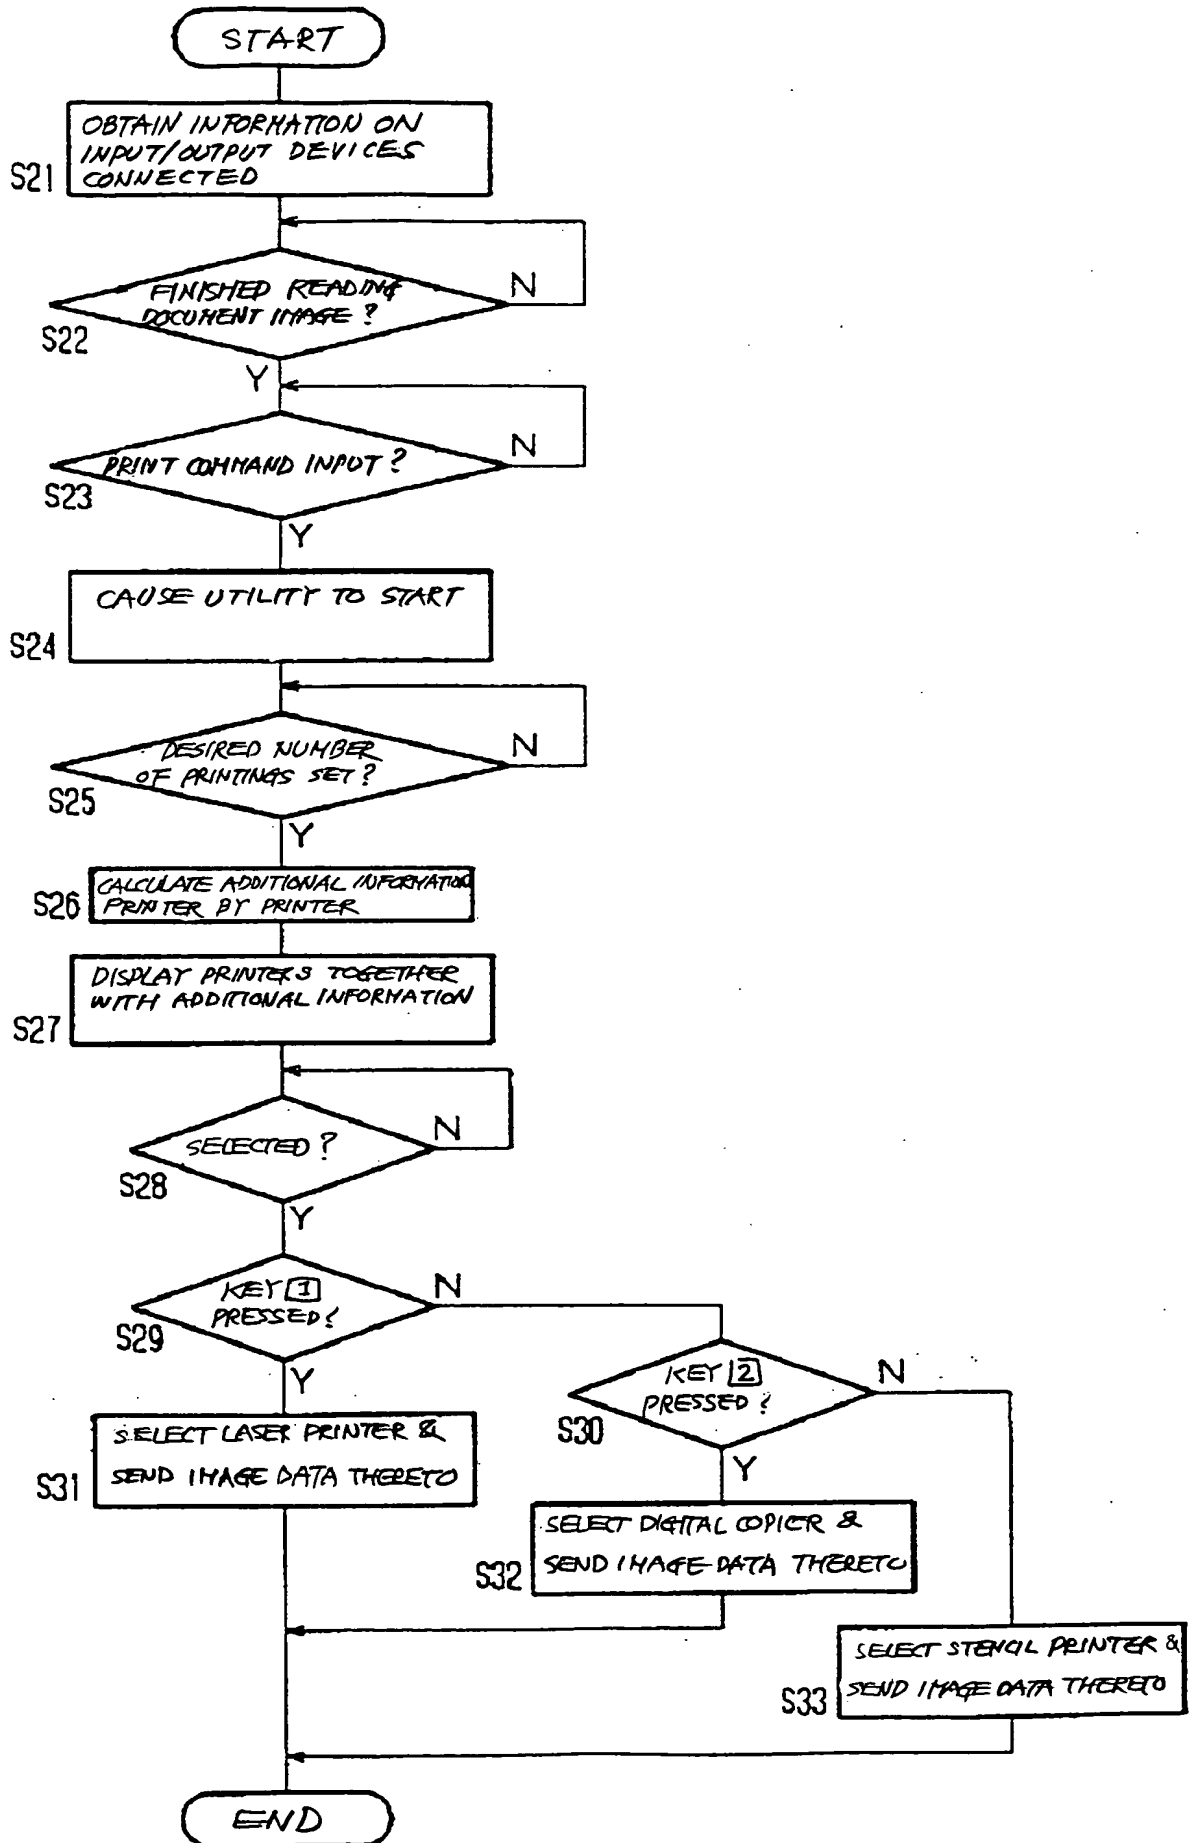 START
OBTAIN INFORMATION ON
INPUT/OUTPUT DEVICES
CONNECTED
S21
FINISHED READING
DOCUMENT IMAGE?
N
S22
Y
PRINT COMMAND INPUT?
N
S23
Y
CAUSE UTILITY TO START
S24
DESIRED NUMBER
OF PRINTINGS SET?
N
S25
Y
CALCULATE ADDITIONAL INFORMATION
PRINTER BY PRINTER
S26
DISPLAY PRINTERS TOGETHER
WITH ADDITIONAL INFORMATION
S27
SELECTED?
N
S28
Y
KEY 1
PRESSED?
N
S29
Y
KEY 2
PRESSED?
N
S30
Y
SELECT LASER PRINTER &
SEND IMAGE DATA THERETO
S31
SELECT DIGITAL COPIER &
SEND IMAGE DATA THERETO
S32
SELECT STENCIL PRINTER &
SEND IMAGE DATA THERETO
S33
END